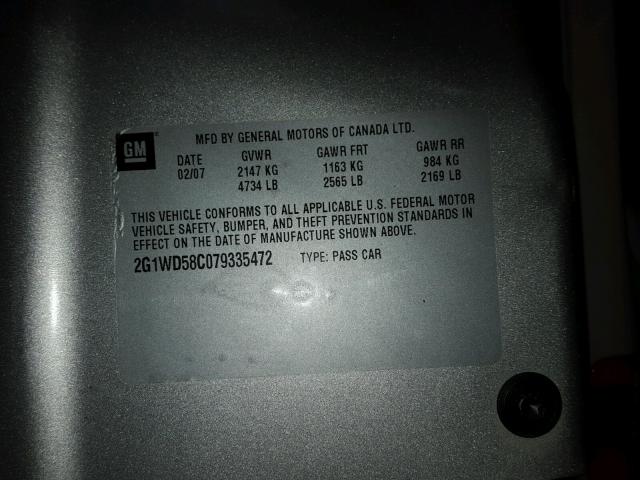 GM
MFD BY GENERAL MOTORS OF CANADA LTD.
DATE GVWR GAWR FRT GAWR RR
02/07 2147 KG 1163 KG 984 KG
4734 LB 2565 LB 2169 LB
THIS VEHICLE CONFORMS TO ALL APPLICABLE U.S. FEDERAL MOTOR
VEHICLE SAFETY, BUMPER, AND THEFT PREVENTION STANDARDS IN
EFFECT ON THE DATE OF MANUFACTURE SHOWN ABOVE.
2G1WD58C079335472 TYPE: PASS CAR